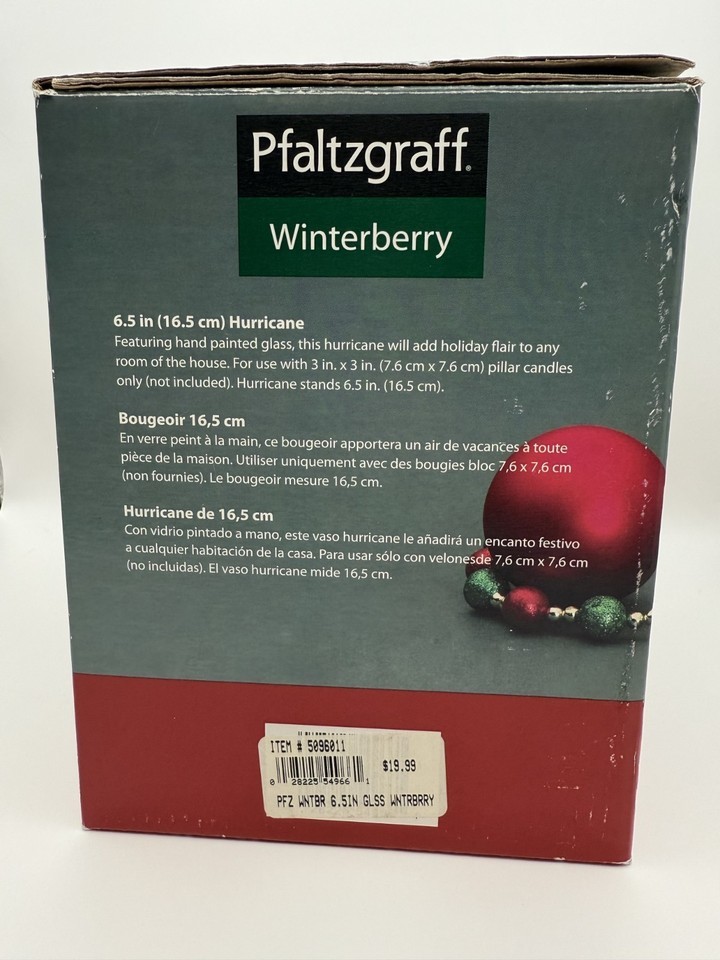 Pfaltzgraff®
Winterberry
6.5 in (16.5 cm) Hurricane
Featuring hand painted glass, this hurricane will add holiday flair to any
room of the house. For use with 3 in. x 3 in. (7.6 cm x 7.6 cm) pillar candles
only (not included). Hurricane stands 6.5 in. (16.5 cm).
Bougeoir 16,5 cm
En verre peint à la main, ce bougeoir apportera un air de vacances à toute
pièce de la maison. Utiliser uniquement avec des bougies bloc 7,6 x 7,6 cm
(non fournies). Le bougeoir mesure 16,5 cm.
Hurricane de 16,5 cm
Con vidrio pintado a mano, este vaso hurricane le añadirá un encanto festivo
a cualquier habitación de la casa. Para usar sólo con velonesde 7,6 cm x 7,6 cm
(no incluidas). El vaso hurricane mide 16,5 cm.
ITEM # 5096011
$19.99
0 28225 54966 1
PFZ WNTBR 6.5IN GLSS WNTRBRRY